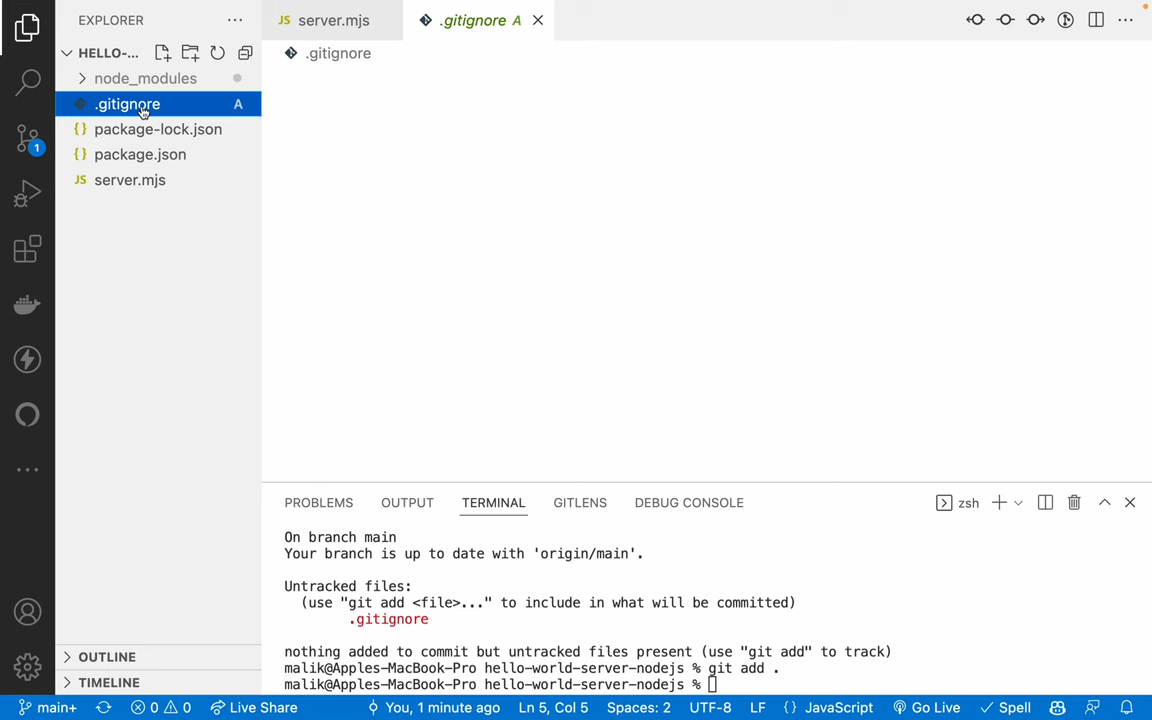 EXPLORER
HELLO-...
node_modules
.gitignore A
package-lock.json
package.json
JS server.mjs
OUTLINE
TIMELINE
1
JS server.mjs
.gitignore A
.gitignore
PROBLEMS OUTPUT TERMINAL GITLENS DEBUG CONSOLE
zsh
On branch main
Your branch is up to date with 'origin/main'.
Untracked files:
(use "git add <file>..." to include in what will be committed)
.gitignore
nothing added to commit but untracked files present (use "git add" to track)
malik@Apples-MacBook-Pro hello-world-server-nodejs % git add .
malik@Apples-MacBook-Pro hello-world-server-nodejs %
main+ 0 0 Live Share You, 1 minute ago Ln 5, Col 5 Spaces: 2 UTF-8 LF {} JavaScript Go Live Spell